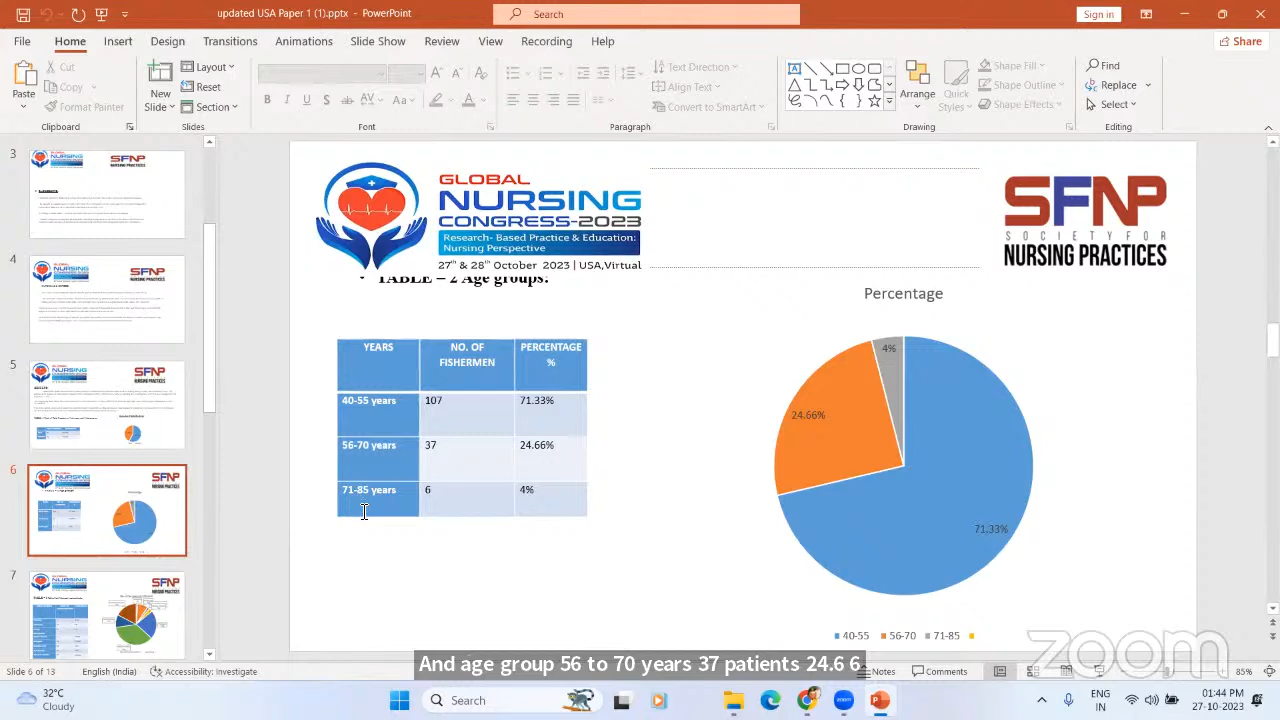 updated USA Paper 1 (1).pptx - PowerPoint
Search
Sign in
File Home Insert Design Transitions Animations Slide Show Review View Recording Help
Share
Paste
Cut
Copy
Format Painter
Clipboard
New
Slide
Layout
Reset
Section
Slides
Font
Text Direction
Align Text
Convert to SmartArt
Paragraph
Arrange
Quick
Styles
Shape Fill
Shape Outline
Shape Effects
Drawing
Find
Replace
Select
Editing
3
4
5
6
7
GLOBAL
NURSING
CONGRESS-2023
Research- Based Practice & Education:
Nursing Perspective
27th & 28th October 2023 | USA,Virtual
SFNP
SOCIETY FOR
NURSING PRACTICES
TABLE – 2 Age groups:
YEARS NO. OF FISHERMEN PERCENTAGE %
40-55 years 107 71.33%
56-70 years 37 24.66%
71-85 years 6 4%
Percentage
4%
24.66%
71.33%
40-55 56-70 71-85
zoom
And age group 56 to 70 years 37 patients 24.6 6
Slide 6 of 13 English (India) Accessibility: Investigate Notes Comments 85%
32°C
Cloudy
Search
ENG
IN
01:44 PM
27-10-2023